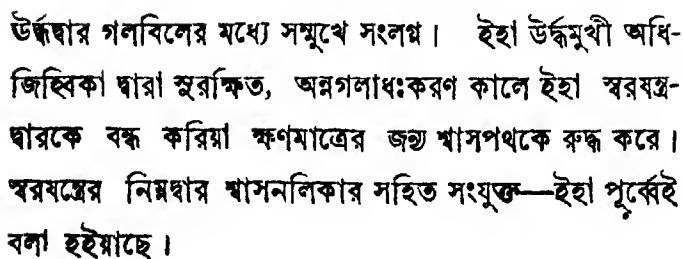 ঊর্দ্ধদ্বার গলবিলের মধ্যে সম্মুখে সংলগ্ন। ইহা উর্দ্ধমুখী অধি-
জিহ্বিকা দ্বারা সুরক্ষিত, অন্নগলাধঃকরণ কালে ইহা স্বরযন্ত্র-
দ্বারকে বন্ধ করিয়া ক্ষণমাত্রের জন্য শ্বাসপথকে রুদ্ধ করে।
স্বরযন্ত্রের নিম্নদ্বার শ্বাসনলিকার সহিত সংযুক্ত—ইহা পূর্ব্বেই
বলা হইয়াছে।